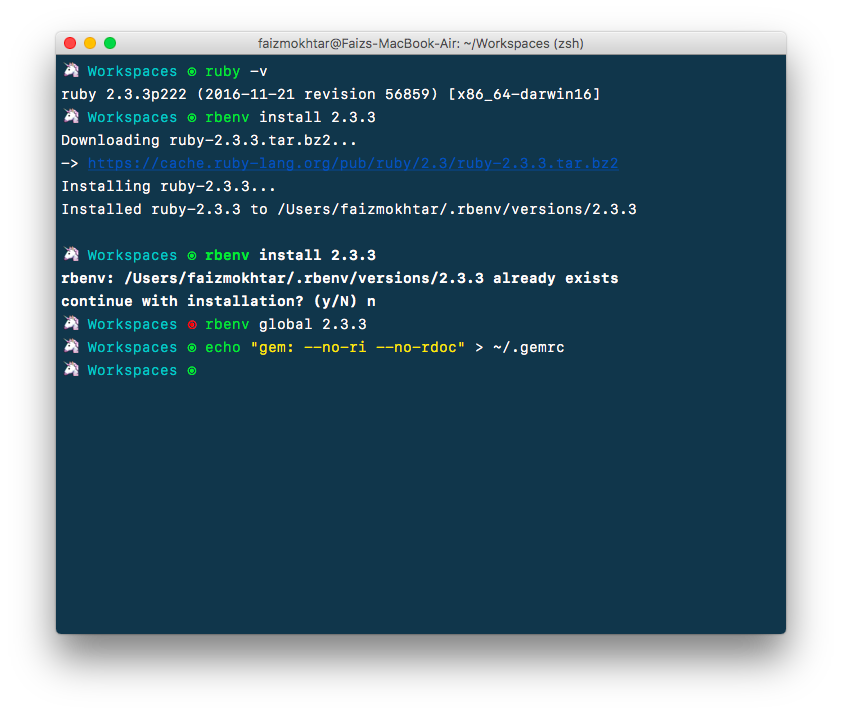 faizmokhtar@Faizs-MacBook-Air: ~/Workspaces (zsh)
🦄 Workspaces ◉ ruby -v
ruby 2.3.3p222 (2016-11-21 revision 56859) [x86_64-darwin16]
🦄 Workspaces ◉ rbenv install 2.3.3
Downloading ruby-2.3.3.tar.bz2...
-> https://cache.ruby-lang.org/pub/ruby/2.3/ruby-2.3.3.tar.bz2
Installing ruby-2.3.3...
Installed ruby-2.3.3 to /Users/faizmokhtar/.rbenv/versions/2.3.3
🦄 Workspaces ◉ rbenv install 2.3.3
rbenv: /Users/faizmokhtar/.rbenv/versions/2.3.3 already exists
continue with installation? (y/N) n
🦄 Workspaces ◉ rbenv global 2.3.3
🦄 Workspaces ◉ echo "gem: --no-ri --no-rdoc" > ~/.gemrc
🦄 Workspaces ◉